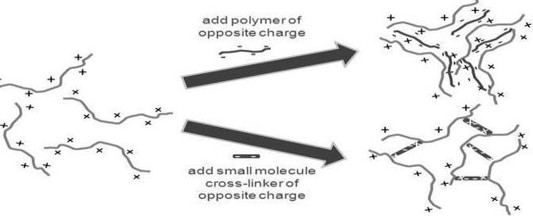 add polymer of
opposite charge
add small molecule
cross-linker of
opposite charge